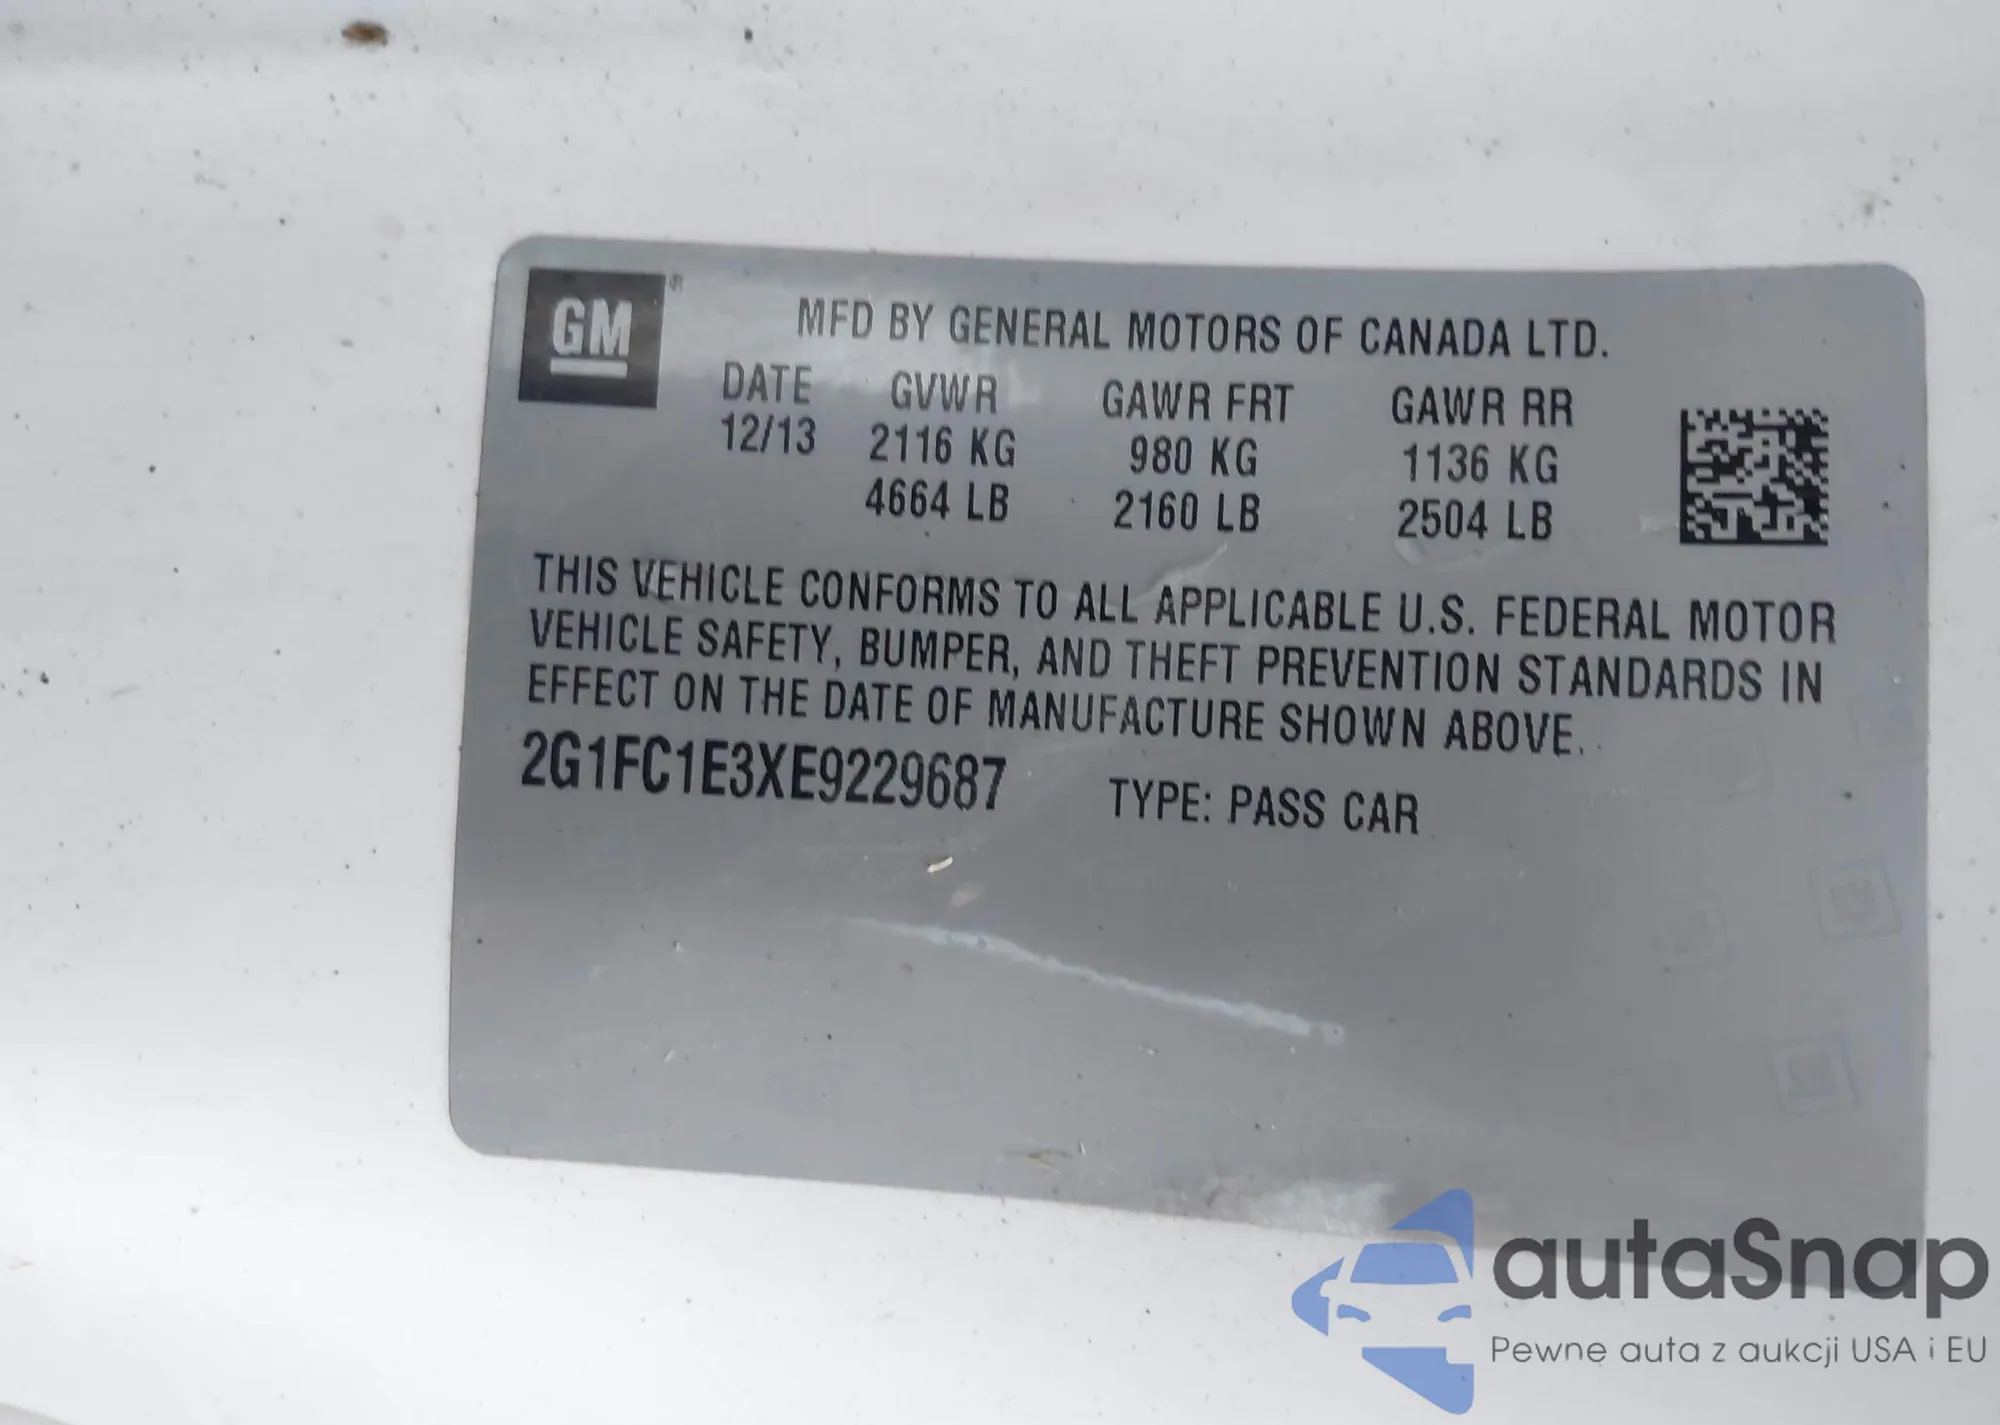 GM
MFD BY GENERAL MOTORS OF CANADA LTD.
DATE GVWR GAWR FRT GAWR RR
12/13 2116 KG 980 KG 1136 KG
4664 LB 2160 LB 2504 LB
THIS VEHICLE CONFORMS TO ALL APPLICABLE U.S. FEDERAL MOTOR
VEHICLE SAFETY, BUMPER, AND THEFT PREVENTION STANDARDS IN
EFFECT ON THE DATE OF MANUFACTURE SHOWN ABOVE.
2G1FC1E3XE9229687 TYPE: PASS CAR
autaSnap
Pewne auta z aukcji USA i EU